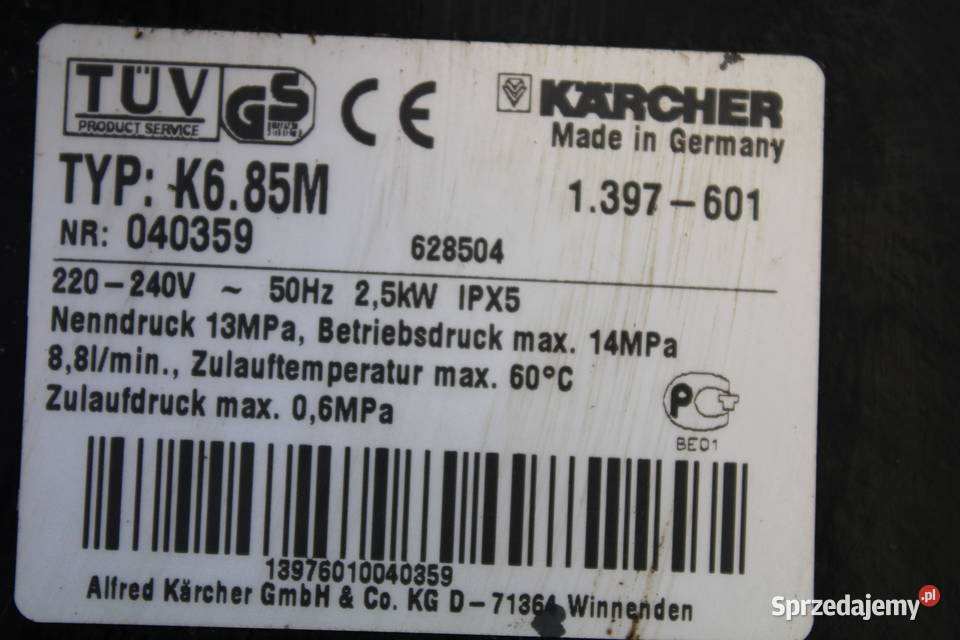 TÜV
PRODUCT SERVICE
GS
CE
KÄRCHER
Made in Germany
TYP: K6.85M
1.397-601
NR: 040359
628504
220-240V ~ 50Hz 2,5kW IPX5
Nenndruck 13MPa, Betriebsdruck max. 14MPa
8,8l/min., Zulauftemperatur max. 60°C
Zulaufdruck max. 0,6MPa
BE01
13976010040359
Alfred Kärcher GmbH & Co. KG D-71364 Winnenden
Sprzedajemy.pl